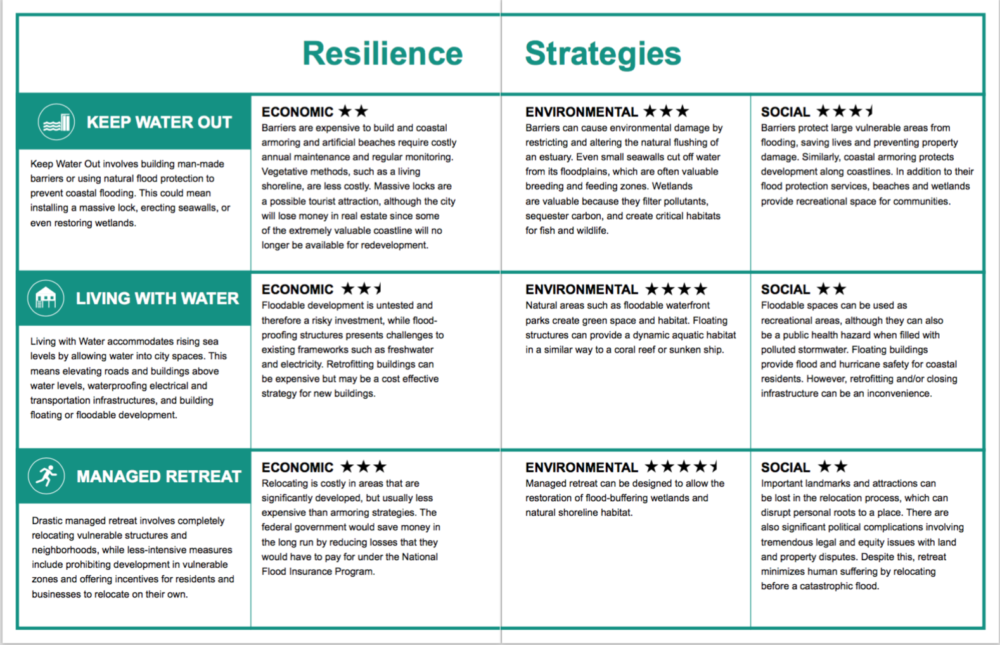 Resilience Strategies
KEEP WATER OUT
Keep Water Out involves building man-made
barriers or using natural flood protection to
prevent coastal flooding. This could mean
installing a massive lock, erecting seawalls, or
even restoring wetlands.
ECONOMIC ★★
Barriers are expensive to build and coastal
armoring and artificial beaches require costly
annual maintenance and regular monitoring.
Vegetative methods, such as a living
shoreline, are less costly. Massive locks are
a possible tourist attraction, although the city
will lose money in real estate since some
of the extremely valuable coastline will no
longer be available for redevelopment.
ENVIRONMENTAL ★★★
Barriers can cause environmental damage by
restricting and altering the natural flushing of
an estuary. Even small seawalls cut off water
from its floodplains, which are often valuable
breeding and feeding zones. Wetlands
are valuable because they filter pollutants,
sequester carbon, and create critical habitats
for fish and wildlife.
SOCIAL ★★★
Barriers protect large vulnerable areas from
flooding, saving lives and preventing property
damage. Similarly, coastal armoring protects
development along coastlines. In addition to their
flood protection services, beaches and wetlands
provide recreational space for communities.
LIVING WITH WATER
Living with Water accommodates rising sea
levels by allowing water into city spaces. This
means elevating roads and buildings above
water levels, waterproofing electrical and
transportation infrastructures, and building
floating or floodable development.
ECONOMIC ★★
Floodable development is untested and
therefore a risky investment, while flood-
proofing structures presents challenges to
existing frameworks such as freshwater
and electricity. Retrofitting buildings can
be expensive but may be a cost effective
strategy for new buildings.
ENVIRONMENTAL ★★★★
Natural areas such as floodable waterfront
parks create green space and habitat. Floating
structures can provide a dynamic aquatic habitat
in a similar way to a coral reef or sunken ship.
SOCIAL ★★
Floodable spaces can be used as
recreational areas, although they can also
be a public health hazard when filled with
polluted stormwater. Floating buildings
provide flood and hurricane safety for coastal
residents. However, retrofitting and/or closing
infrastructure can be an inconvenience.
MANAGED RETREAT
Drastic managed retreat involves completely
relocating vulnerable structures and
neighborhoods, while less-intensive measures
include prohibiting development in vulnerable
zones and offering incentives for residents and
businesses to relocate on their own.
ECONOMIC ★★★
Relocating is costly in areas that are
significantly developed, but usually less
expensive than armoring strategies. The
federal government would save money in
the long run by reducing losses that they
would have to pay for under the National
Flood Insurance Program.
ENVIRONMENTAL ★★★★
Managed retreat can be designed to allow the
restoration of flood-buffering wetlands and
natural shoreline habitat.
SOCIAL ★★
Important landmarks and attractions can
be lost in the relocation process, which can
disrupt personal roots to a place. There are
also significant political complications involving
tremendous legal and equity issues with land
and property disputes. Despite this, retreat
minimizes human suffering by relocating
before a catastrophic flood.